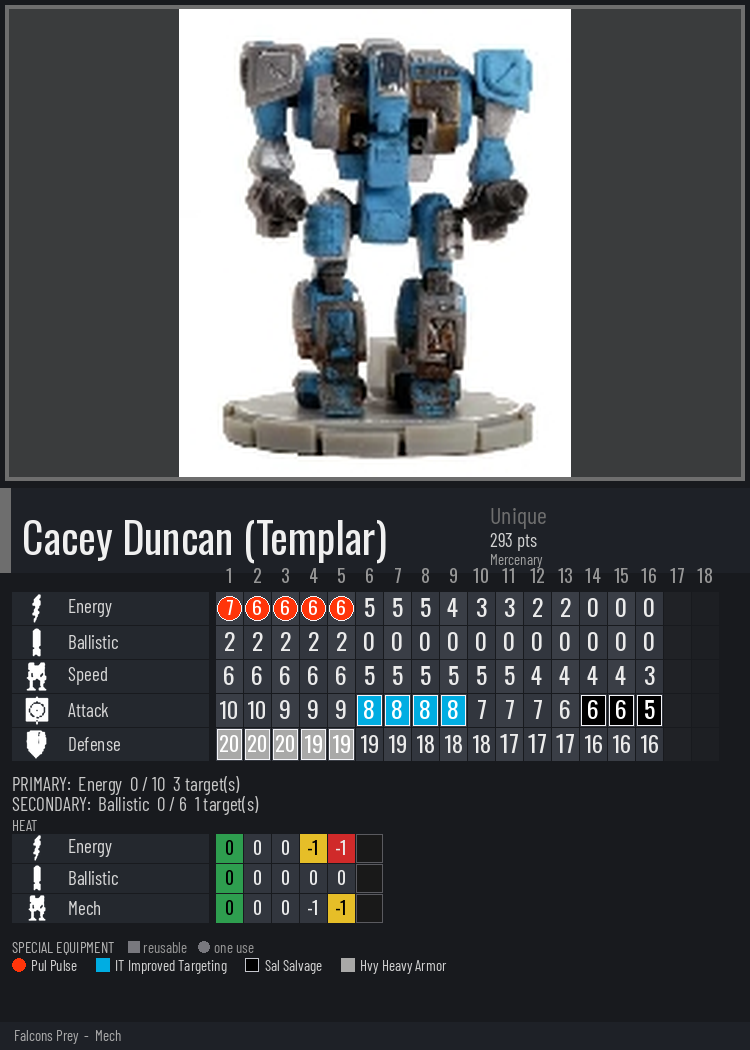 Cacey Duncan (Templar)
Unique
293 pts
Mercenary
1 2 3 4 5 6 7 8 9 10 11 12 13 14 15 16 17 18
Energy 7 6 6 6 6 5 5 5 4 3 3 2 2 0 0 0
Ballistic 2 2 2 2 2 0 0 0 0 0 0 0 0 0 0 0
Speed 6 6 6 6 6 5 5 5 5 5 5 4 4 4 4 3
Attack 10 10 9 9 9 8 8 8 8 7 7 7 6 6 6 5
Defense 20 20 20 19 19 19 19 18 18 18 17 17 17 16 16 16
PRIMARY: Energy 0 / 10 3 target(s)
SECONDARY: Ballistic 0 / 6 1 target(s)
HEAT
Energy 0 0 0 -1 -1
Ballistic 0 0 0 0 0
Mech 0 0 0 -1 -1
SPECIAL EQUIPMENT reusable one use
Pul Pulse IT Improved Targeting Sal Salvage Hvy Heavy Armor
Falcons Prey - Mech